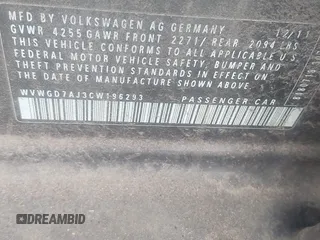 MFD BY VOLKSWAGEN AG GERMANY 12/11
GVWR 4255 GAWR FRONT 2271/ REAR 2094 LBS
THIS VEHICLE CONFORMS TO ALL APPLICABLE U.S.
FEDERAL MOTOR VEHICLE SAFETY, BUMPER, AND
THEFT PREVENTION STANDARDS IN EFFECT ON THE
DATE OF MANUFACTURE SHOWN ABOVE.
WVWGD7AJ3CW196293 PASSENGER CAR
DREAMBID